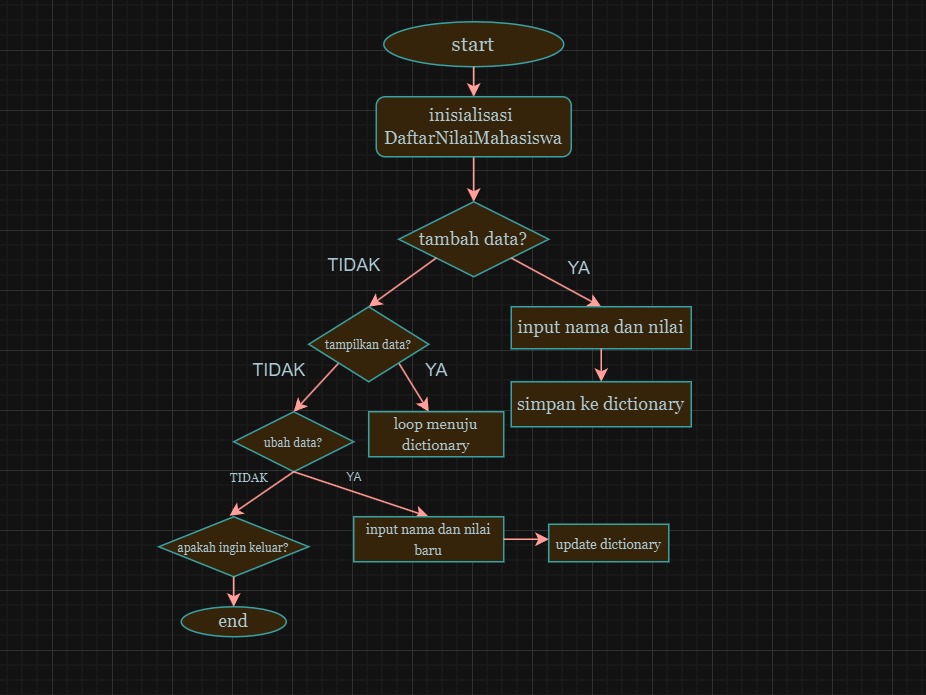 start
inisialisasi
DaftarNilaiMahasiswa
tambah data?
TIDAK
YA
input nama dan nilai
tampilkan data?
TIDAK
YA
simpan ke dictionary
loop menuju
dictionary
ubah data?
TIDAK
YA
input nama dan nilai
baru
update dictionary
apakah ingin keluar?
end